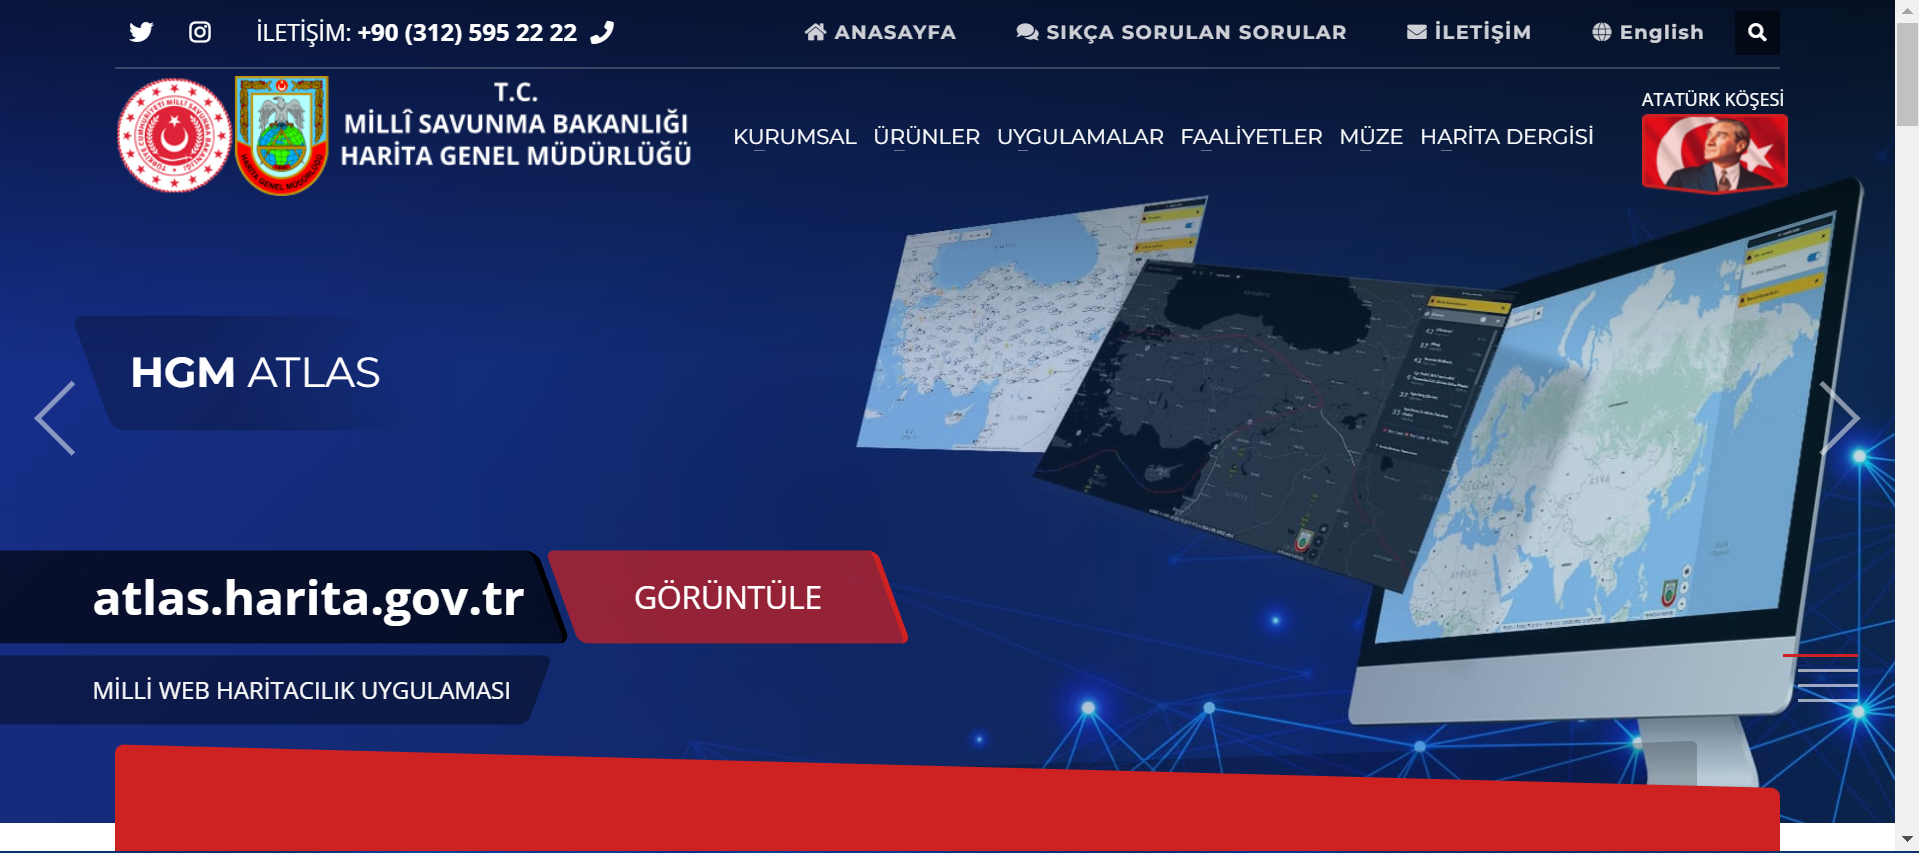 İLETİŞİM: +90 (312) 595 22 22
ANASAYFA
SIKÇA SORULAN SORULAR
İLETİŞİM
English
T.C.
MİLLÎ SAVUNMA BAKANLIĞI
HARİTA GENEL MÜDÜRLÜĞÜ
KURUMSAL ÜRÜNLER UYGULAMALAR FAALİYETLER MÜZE HARİTA DERGİSİ
ATATÜRK KÖŞESİ
HGM ATLAS
atlas.harita.gov.tr
GÖRÜNTÜLE
MİLLİ WEB HARİTACILIK UYGULAMASI